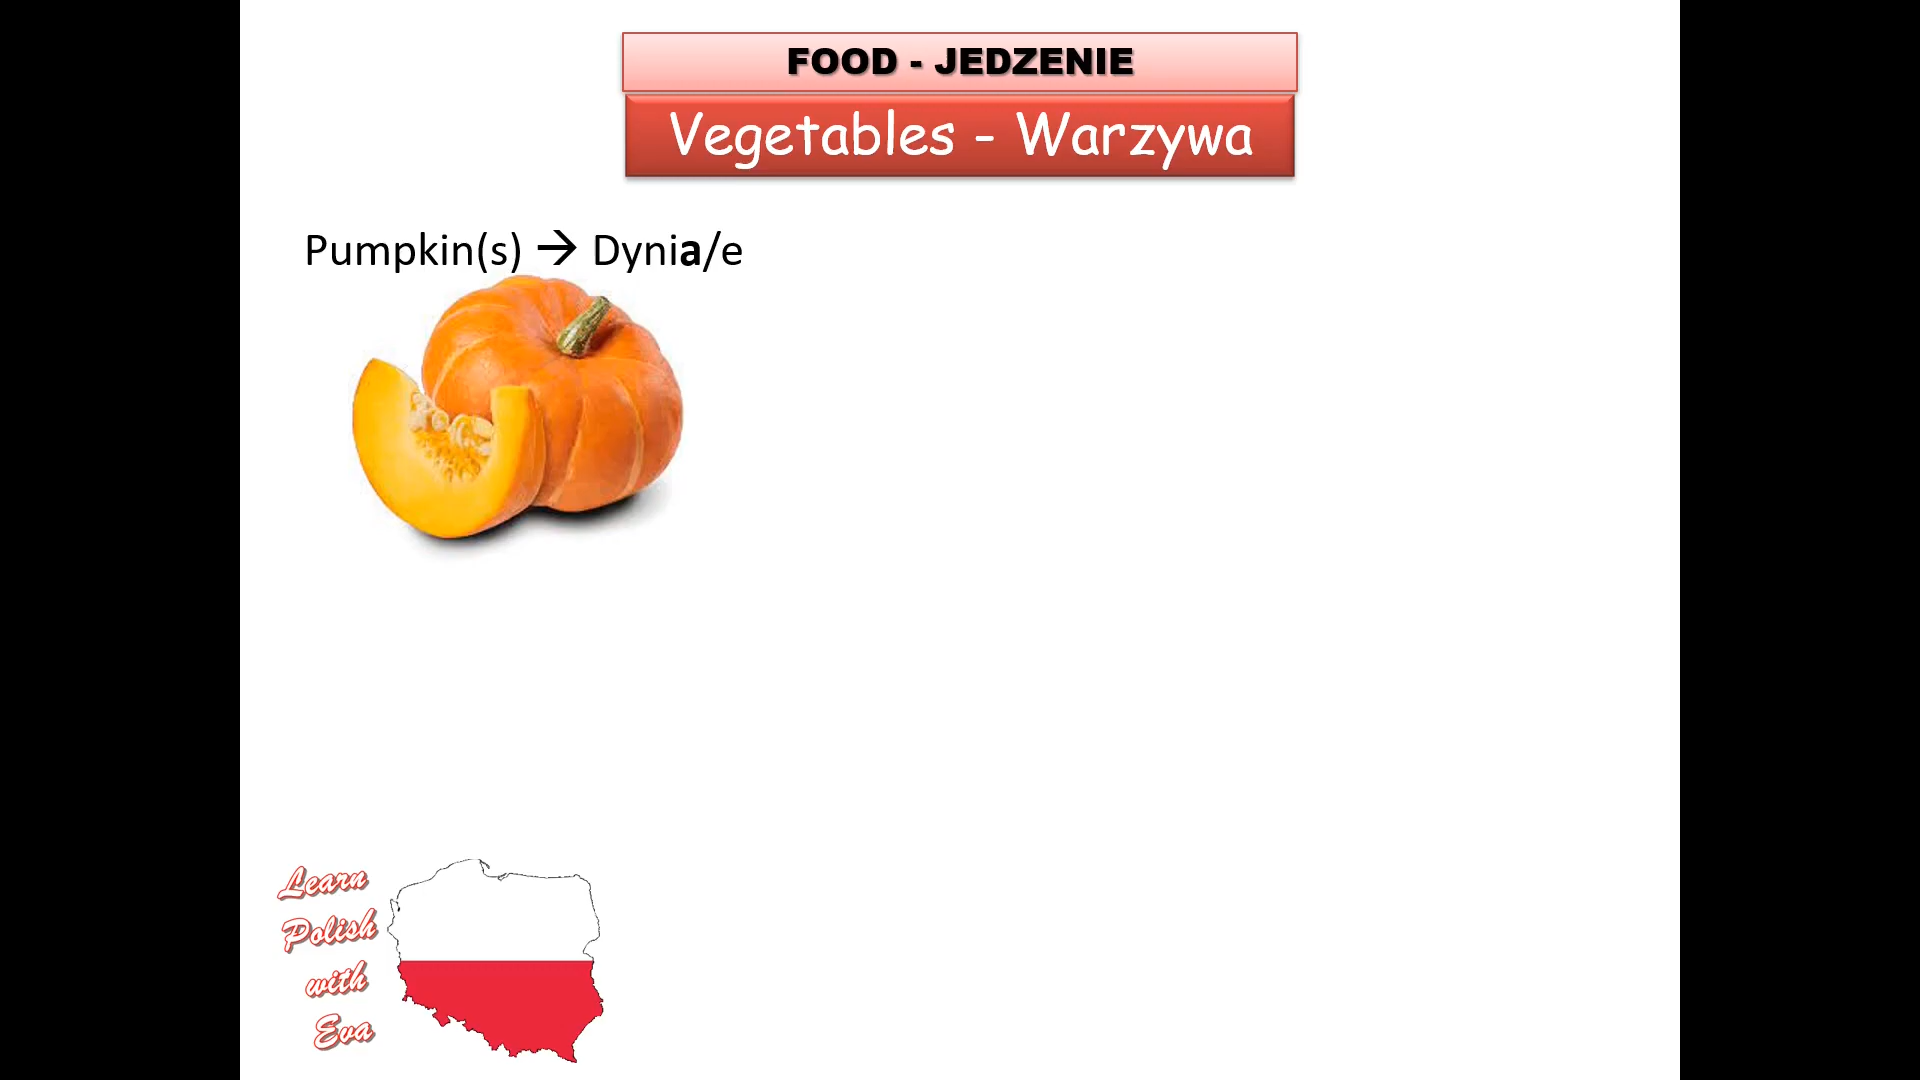 FOOD - JEDZENIE
Vegetables - Warzywa
Pumpkin(s) → Dynia/e
Learn
Polish
with
Eva